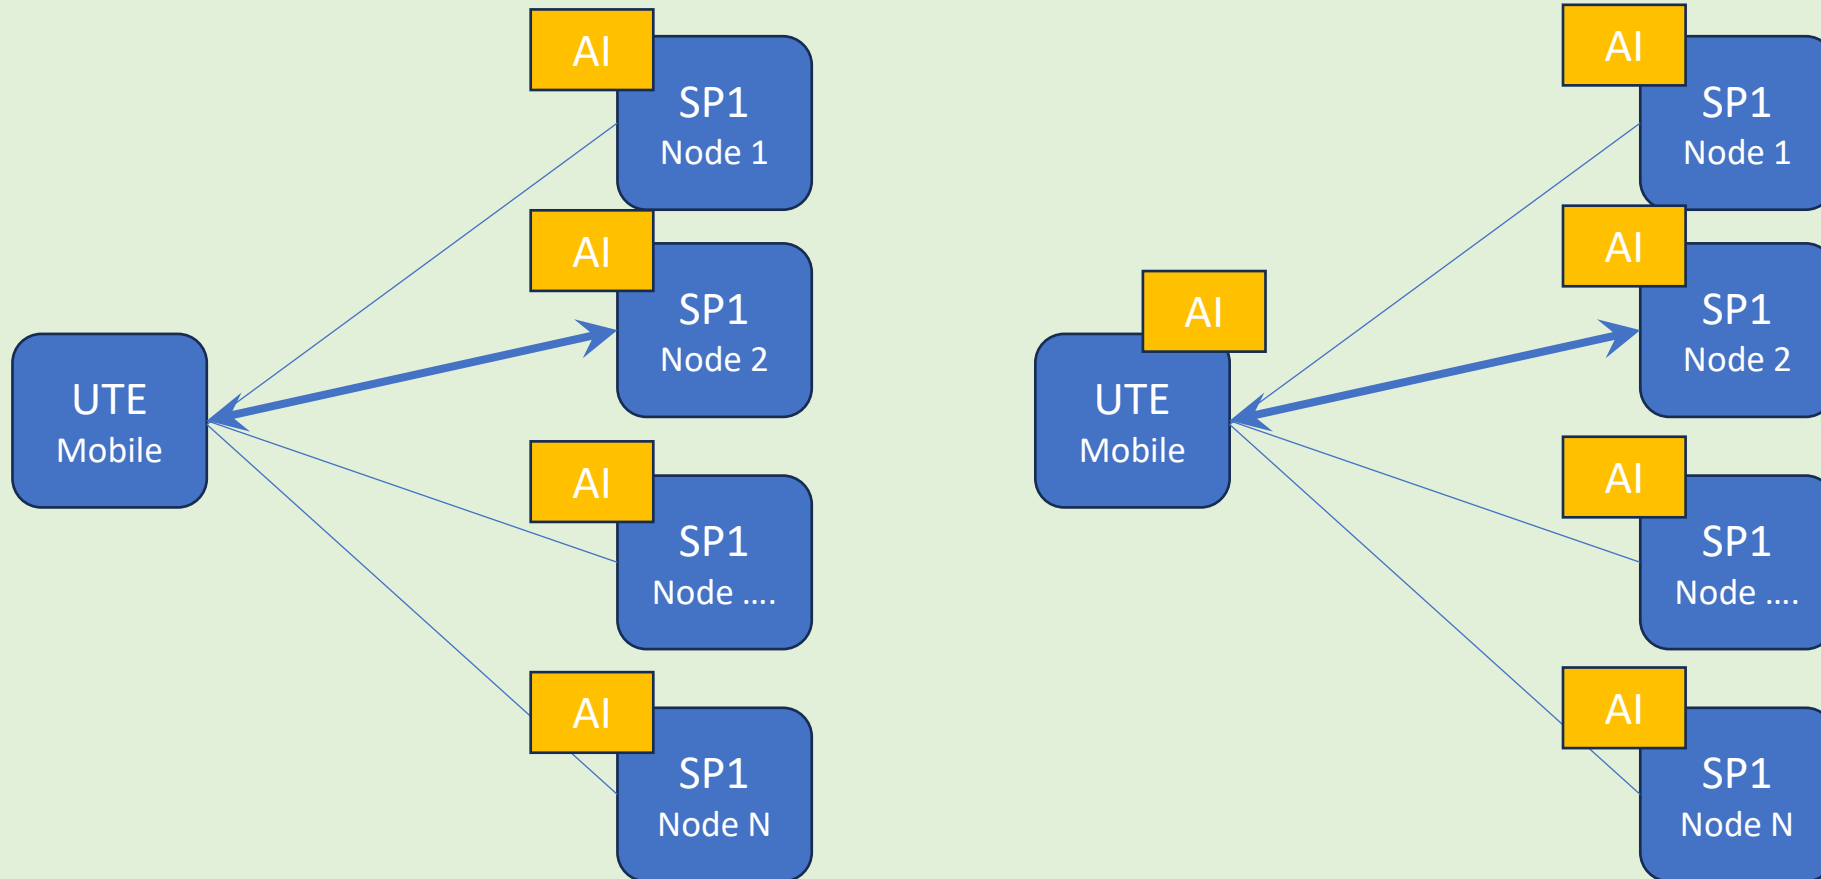 AI
SP1
Node 1
AI
SP1
Node 2
UTE
Mobile
AI
SP1
Node ....
AI
SP1
Node N
AI
SP1
Node 1
AI
SP1
Node 2
AI
UTE
Mobile
AI
SP1
Node ....
AI
SP1
Node N